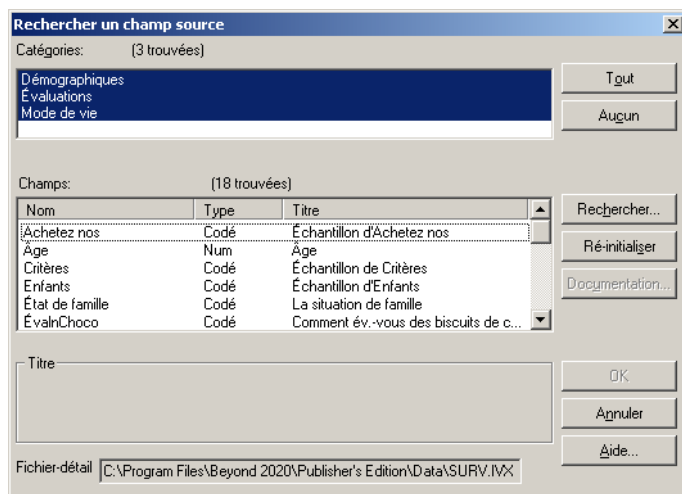 Rechercher un champ source
Catégories: (3 trouvées)
Démographiques
Évaluations
Mode de vie
Tout
Aucun
Champs: (18 trouvées)
Nom Type Titre
Achetez nos Codé Échantillon d'Achetez nos
Âge Num Âge
Critères Codé Échantillon de Critères
Enfants Codé Échantillon d'Enfants
État de famille Codé La situation de famille
ÉvalnChoco Codé Comment év.-vous des biscuits de c...
Rechercher...
Ré-initialiser
Documentation...
Titre
OK
Annuler
Aide...
Fichier-détail C:\Program Files\Beyond 2020\Publisher's Edition\Data\SURV.IVX